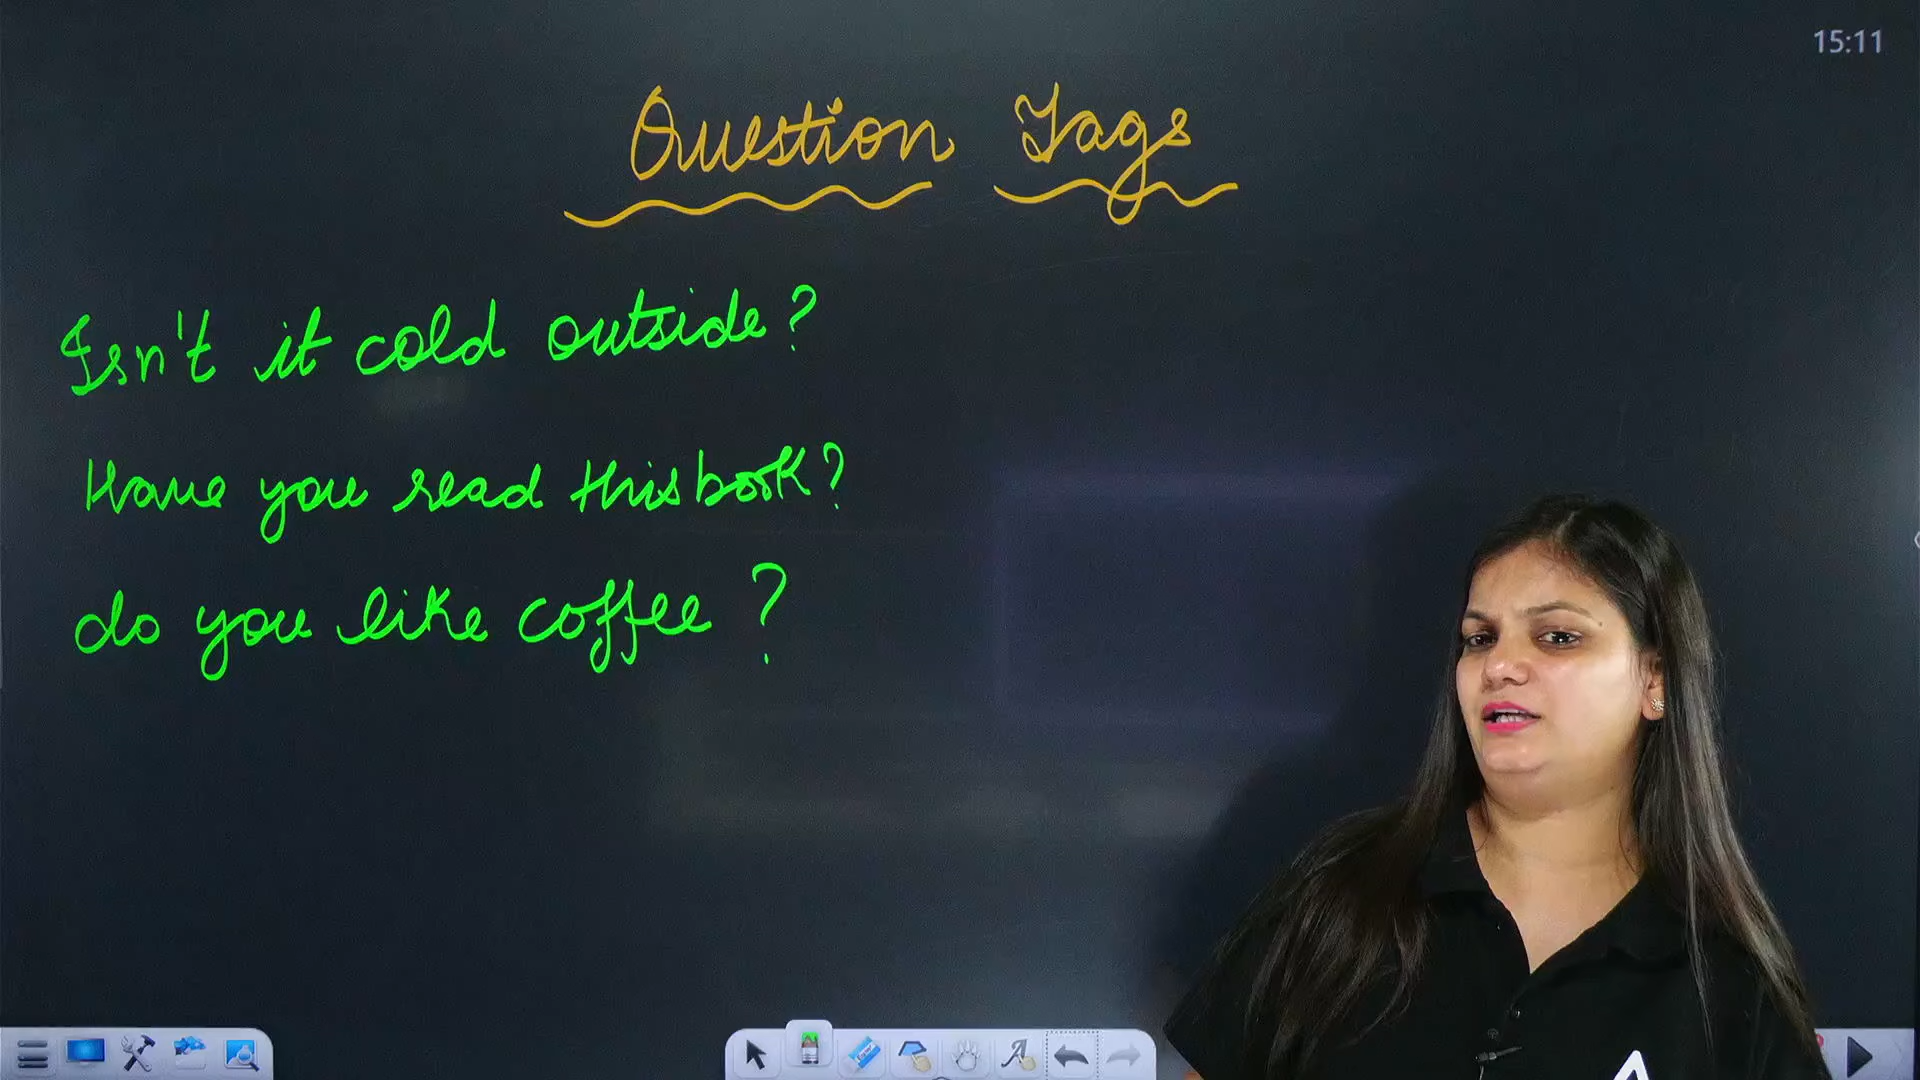 15:11
Question Tags
Isn't it cold outside?
Have you read this book?
do you like coffee ?